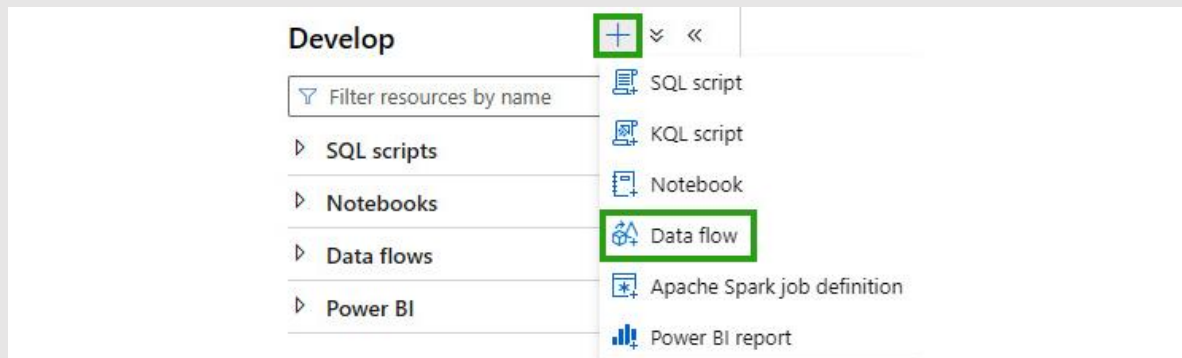 Develop
Filter resources by name
SQL scripts
Notebooks
Data flows
Power BI
SQL script
KQL script
Notebook
Data flow
Apache Spark job definition
Power BI report